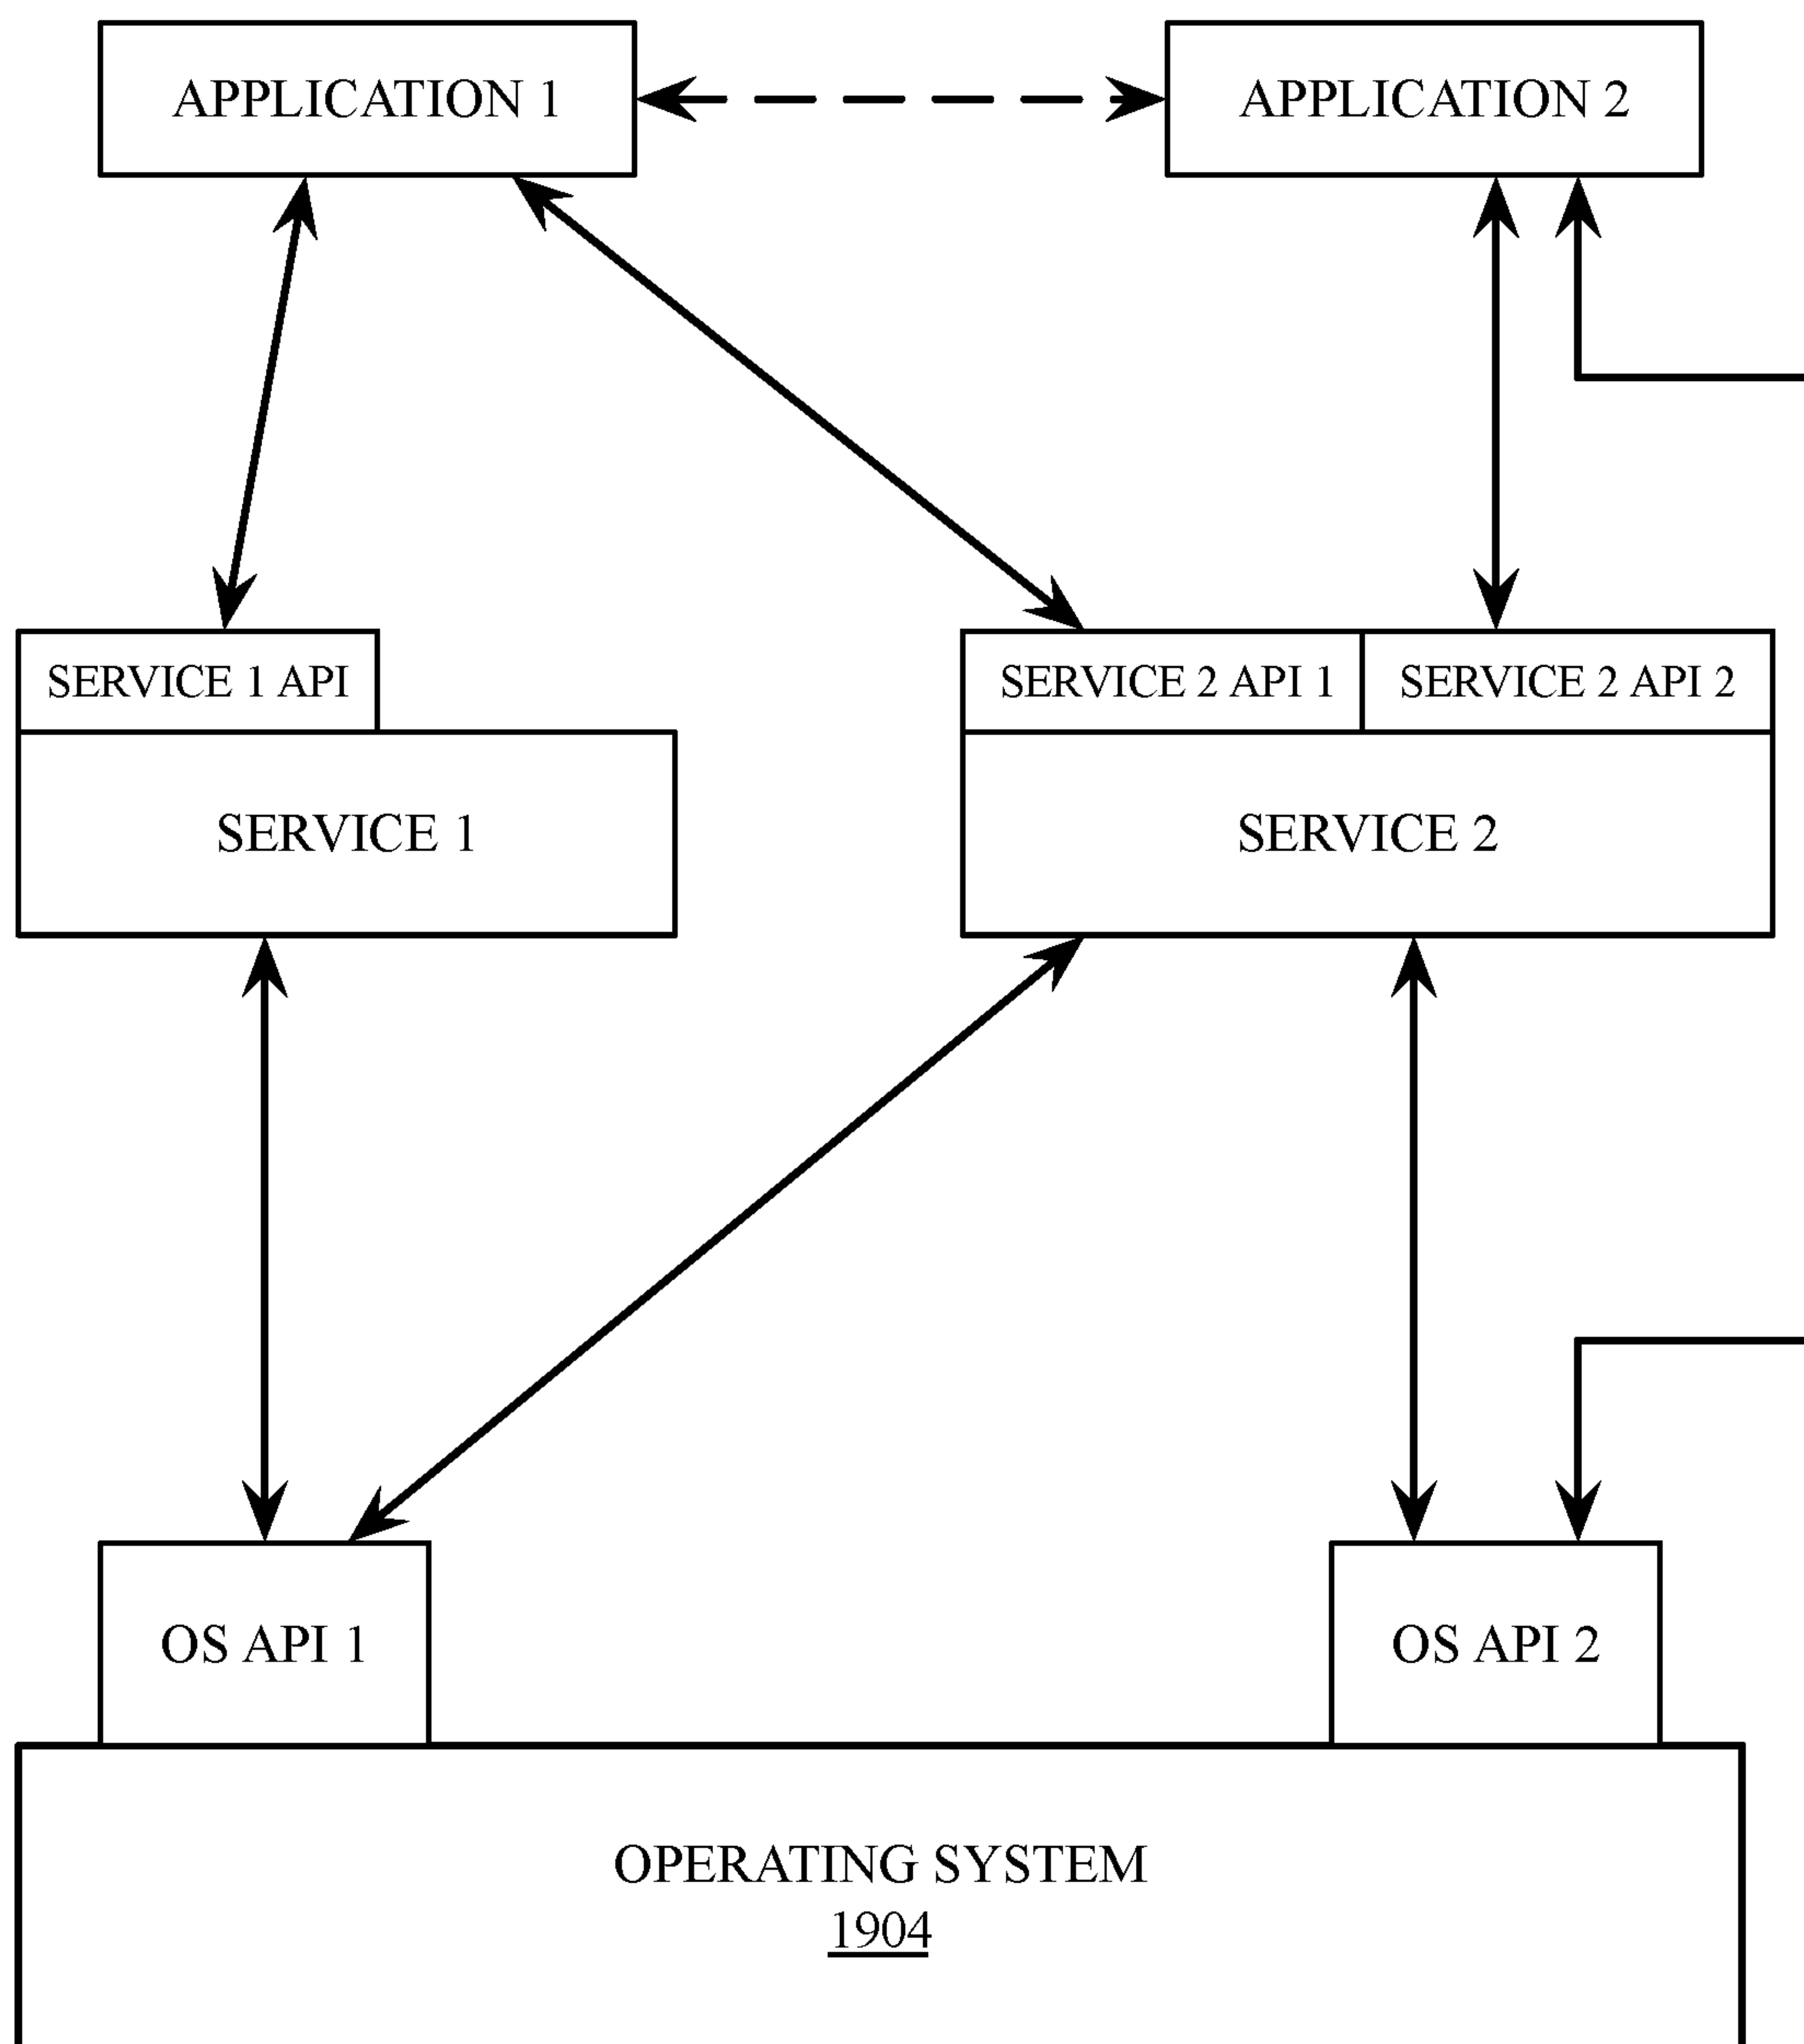 APPLICATION 1
APPLICATION 2
SERVICE 1 API
SERVICE 2 API 1
SERVICE 2 API 2
SERVICE 1
SERVICE 2
OS API 1
OS API 2
OPERATING SYSTEM
1904